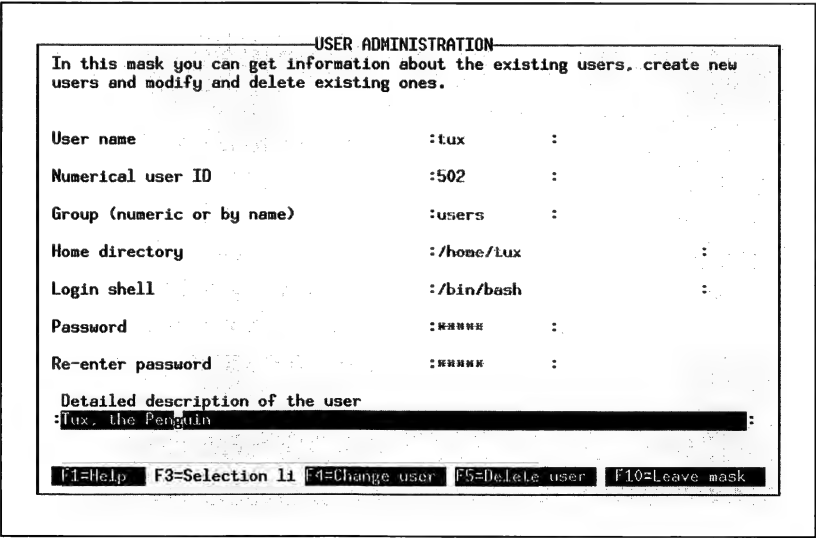 USER ADMINISTRATION
In this mask you can get information about the existing users, create new
users and modify and delete existing ones.
User name :tux :
Numerical user ID :502 :
Group (numeric or by name) :users :
Home directory :/home/tux :
Login shell :/bin/bash :
Password :***** :
Re-enter password :***** :
Detailed description of the user
:Tux, the Penguin :
F1=Help F3=Selection li F4=Change user F5=Delete user F10=Leave mask